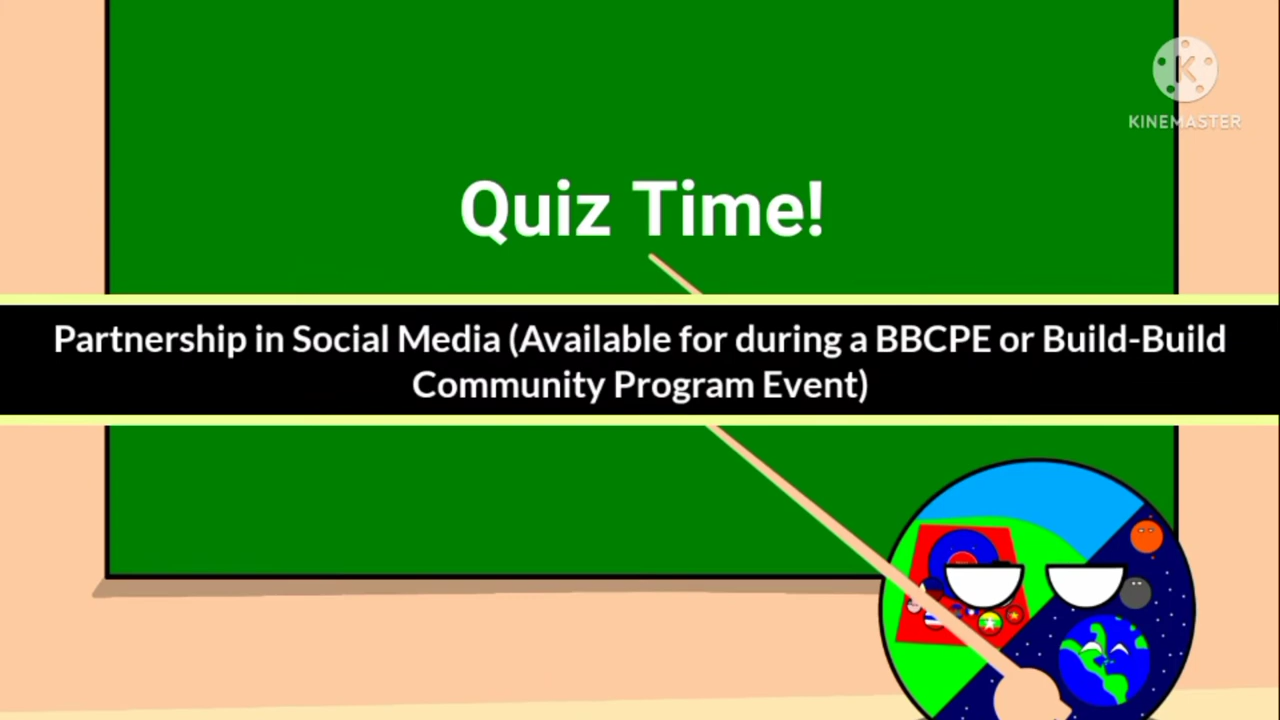 KINEMASTER
Quiz Time!
Partnership in Social Media (Available for during a BBCPE or Build-Build
Community Program Event)